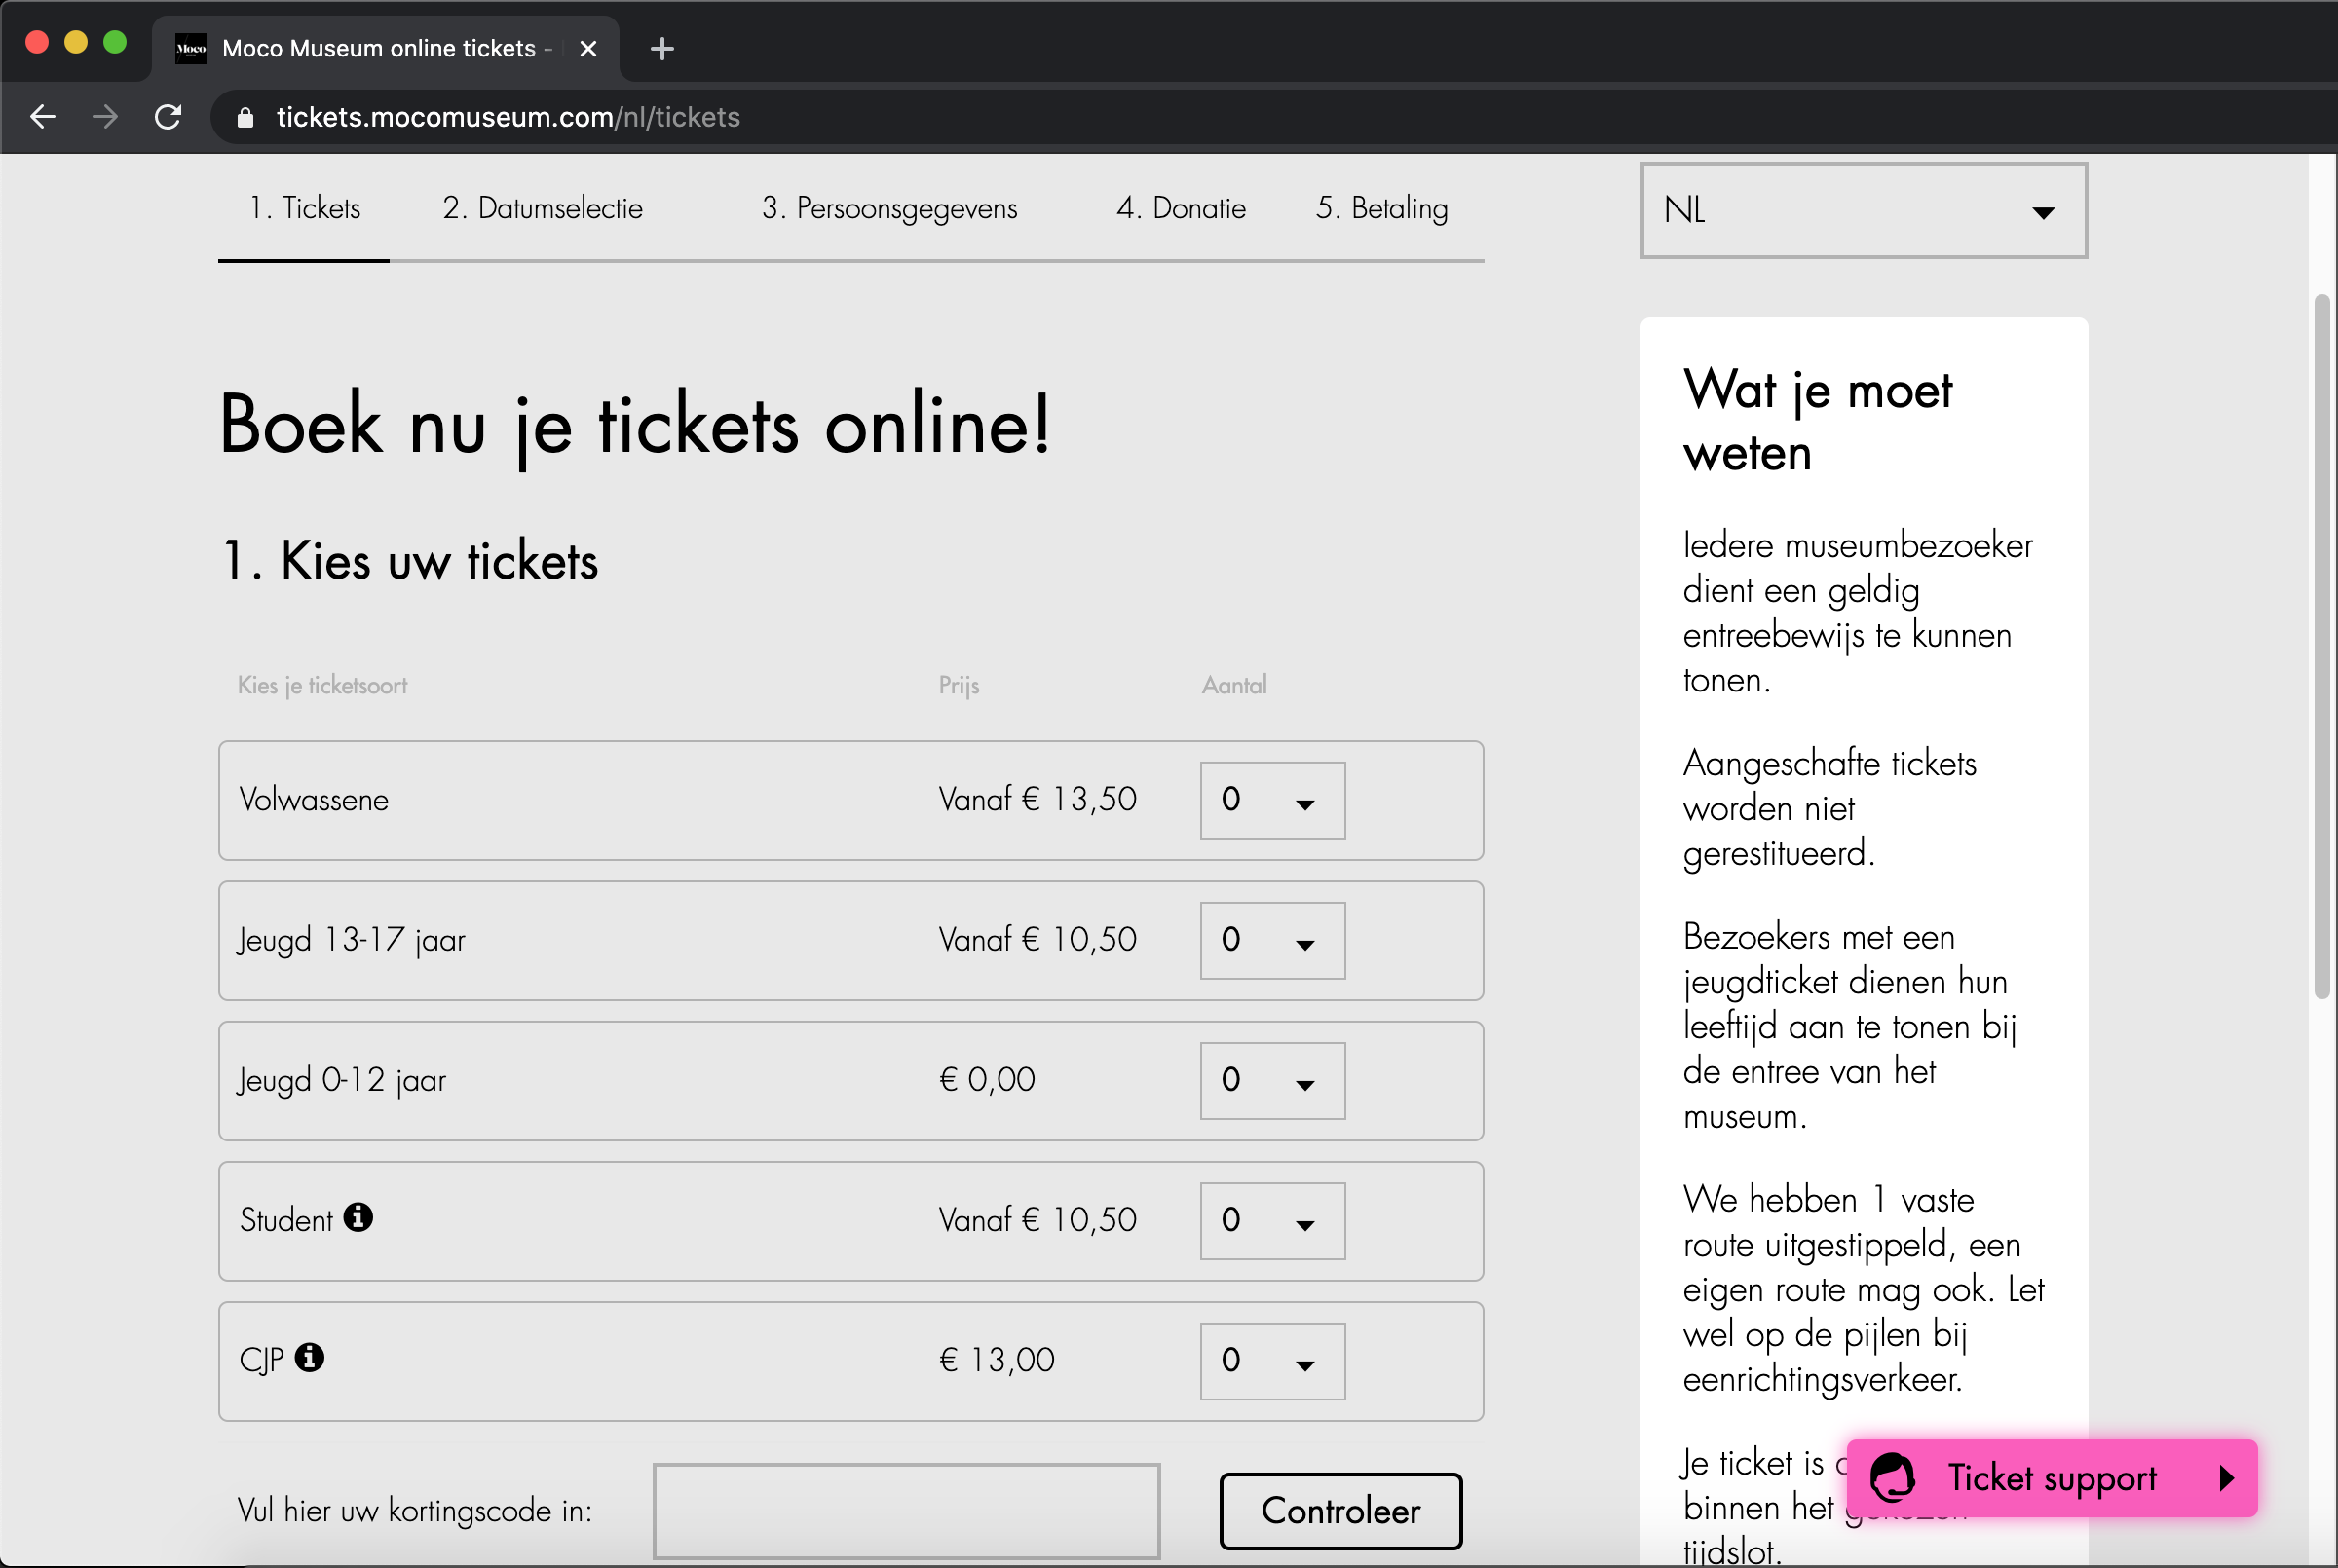 Moco
Moco Museum online tickets -
tickets.mocomuseum.com/nl/tickets
1. Tickets
2. Datumselectie
3. Persoonsgegevens
4. Donatie
5. Betaling
NL
Boek nu je tickets online!
1. Kies uw tickets
Kies je ticketsoort Prijs Aantal
Volwassene Vanaf € 13,50 0
Jeugd 13-17 jaar Vanaf € 10,50 0
Jeugd 0-12 jaar € 0,00 0
Student Vanaf € 10,50 0
CJP € 13,00 0
Vul hier uw kortingscode in: Controleer
Wat je moet
weten
Iedere museumbezoeker
dient een geldig
entreebewijs te kunnen
tonen.
Aangeschafte tickets
worden niet
gerestitueerd.
Bezoekers met een
jeugdticket dienen hun
leeftijd aan te tonen bij
de entree van het
museum.
We hebben 1 vaste
route uitgestippeld, een
eigen route mag ook. Let
wel op de pijlen bij
eenrichtingsverkeer.
Je ticket is
binnen het
tijdslot.
Ticket support